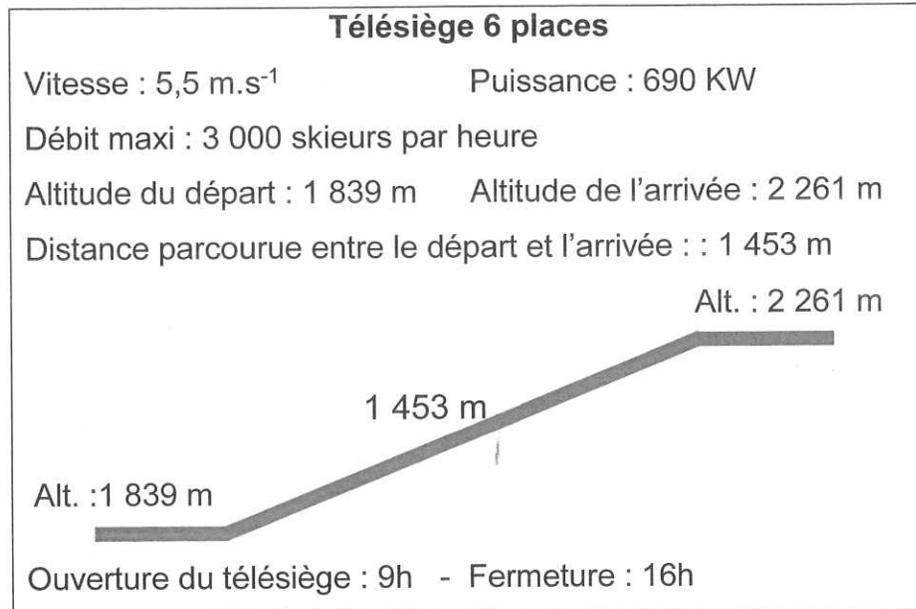 Télésiège 6 places
Vitesse : 5,5 m.s⁻¹ Puissance : 690 KW
Débit maxi : 3 000 skieurs par heure
Altitude du départ : 1 839 m Altitude de l'arrivée : 2 261 m
Distance parcourue entre le départ et l'arrivée : : 1 453 m
Alt. : 2 261 m
1 453 m
Alt. :1 839 m
Ouverture du télésiège : 9h - Fermeture : 16h